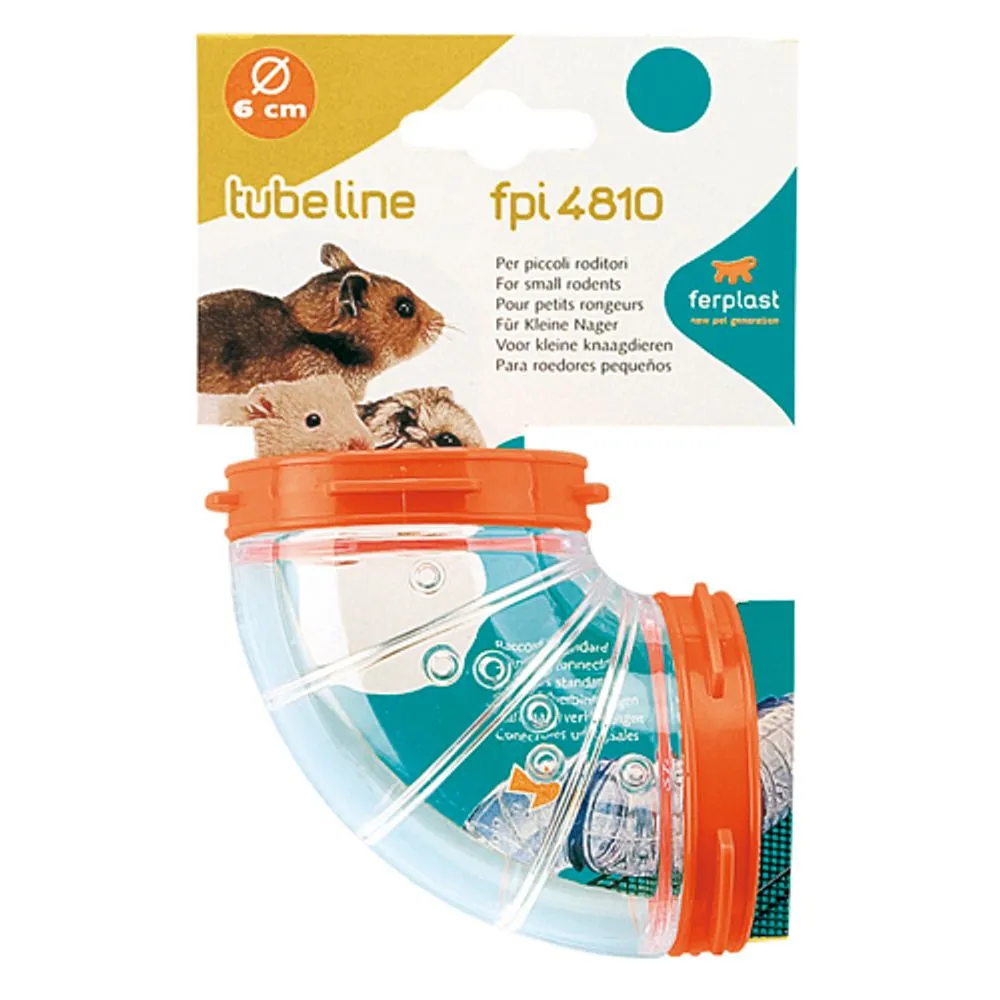 Ø
6 cm
tubeline
fpi 4810
Per piccoli roditori
For small rodents
Pour petits rongeurs
Für Kleine Nager
Voor kleine knaagdieren
Para roedores pequeños
ferplast
new pet generation